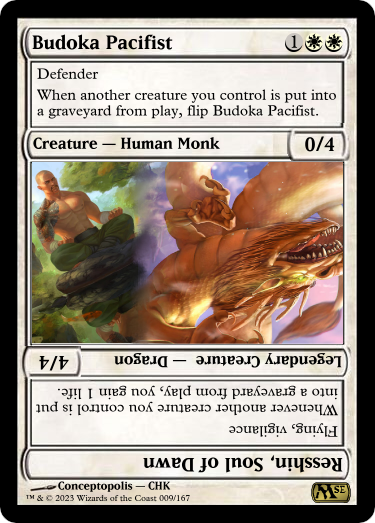 Budoka Pacifist 1
Defender
When another creature you control is put into
a graveyard from play, flip Budoka Pacifist.
Creature — Human Monk 0/4
Legendary Creature — Dragon 4/4
Flying, vigilance
Whenever another creature you control is put
into a graveyard from play, you gain 1 life.
Resshin, Soul of Dawn
Conceptopolis — CHK
™ & © 2023 Wizards of the Coast 009/167
MSE